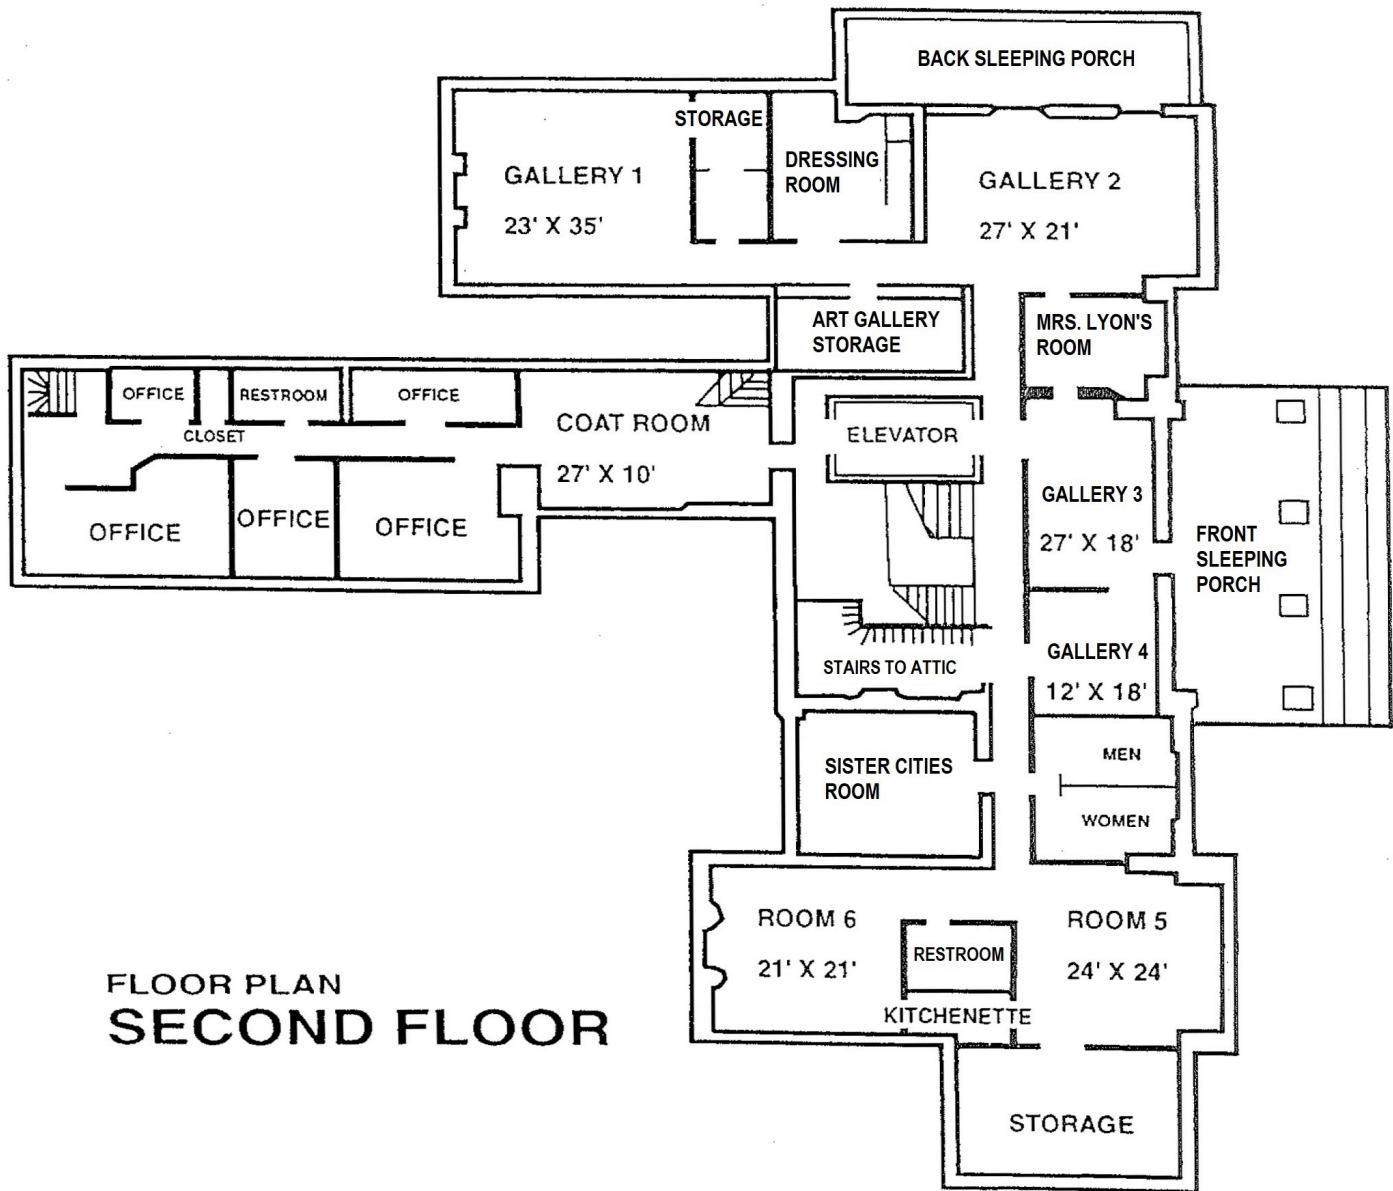 BACK SLEEPING PORCH
STORAGE
DRESSING
ROOM
GALLERY 1
23' X 35'
GALLERY 2
27' X 21'
ART GALLERY
STORAGE
MRS. LYON'S
ROOM
OFFICE
RESTROOM
OFFICE
CLOSET
COAT ROOM
27' X 10'
ELEVATOR
OFFICE
OFFICE
OFFICE
GALLERY 3
27' X 18'
FRONT
SLEEPING
PORCH
STAIRS TO ATTIC
GALLERY 4
12' X 18'
SISTER CITIES
ROOM
MEN
WOMEN
ROOM 6
21' X 21'
RESTROOM
KITCHENETTE
ROOM 5
24' X 24'
STORAGE
FLOOR PLAN
SECOND FLOOR